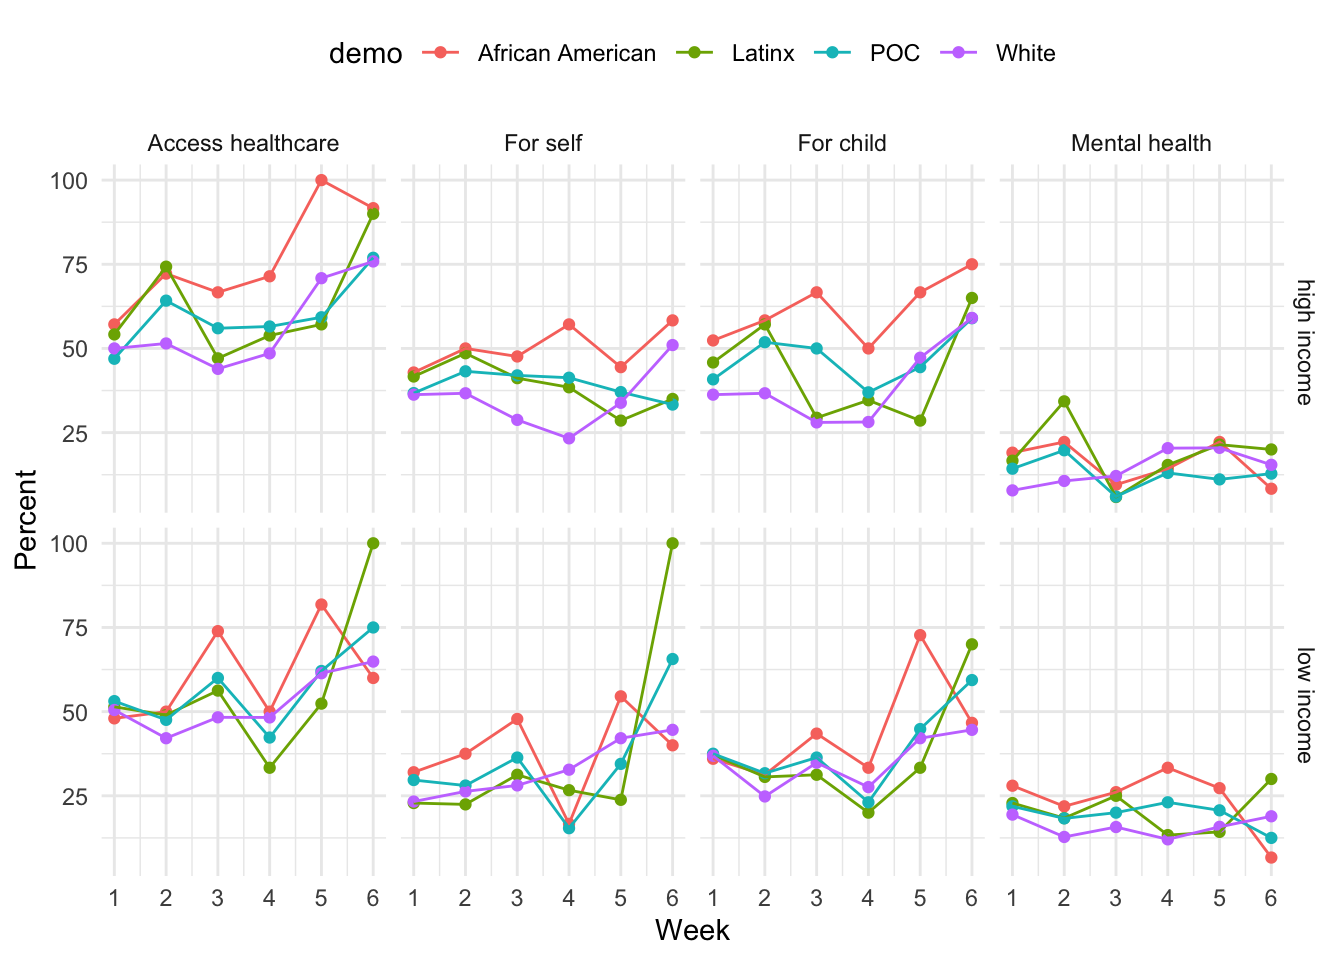 demo African American Latinx POC White
Access healthcare For self For child Mental health
100
75
50
25
high income
Percent
100
75
50
25
low income
1 2 3 4 5 6 1 2 3 4 5 6 1 2 3 4 5 6 1 2 3 4 5 6
Week